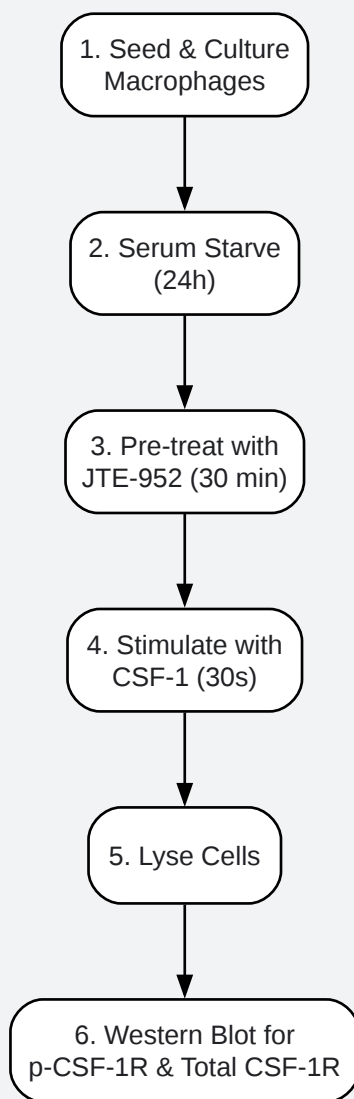 1. Seed & Culture
Macrophages
2. Serum Starve
(24h)
3. Pre-treat with
JTE-952 (30 min)
4. Stimulate with
CSF-1 (30s)
5. Lyse Cells
6. Western Blot for
p-CSF-1R & Total CSF-1R